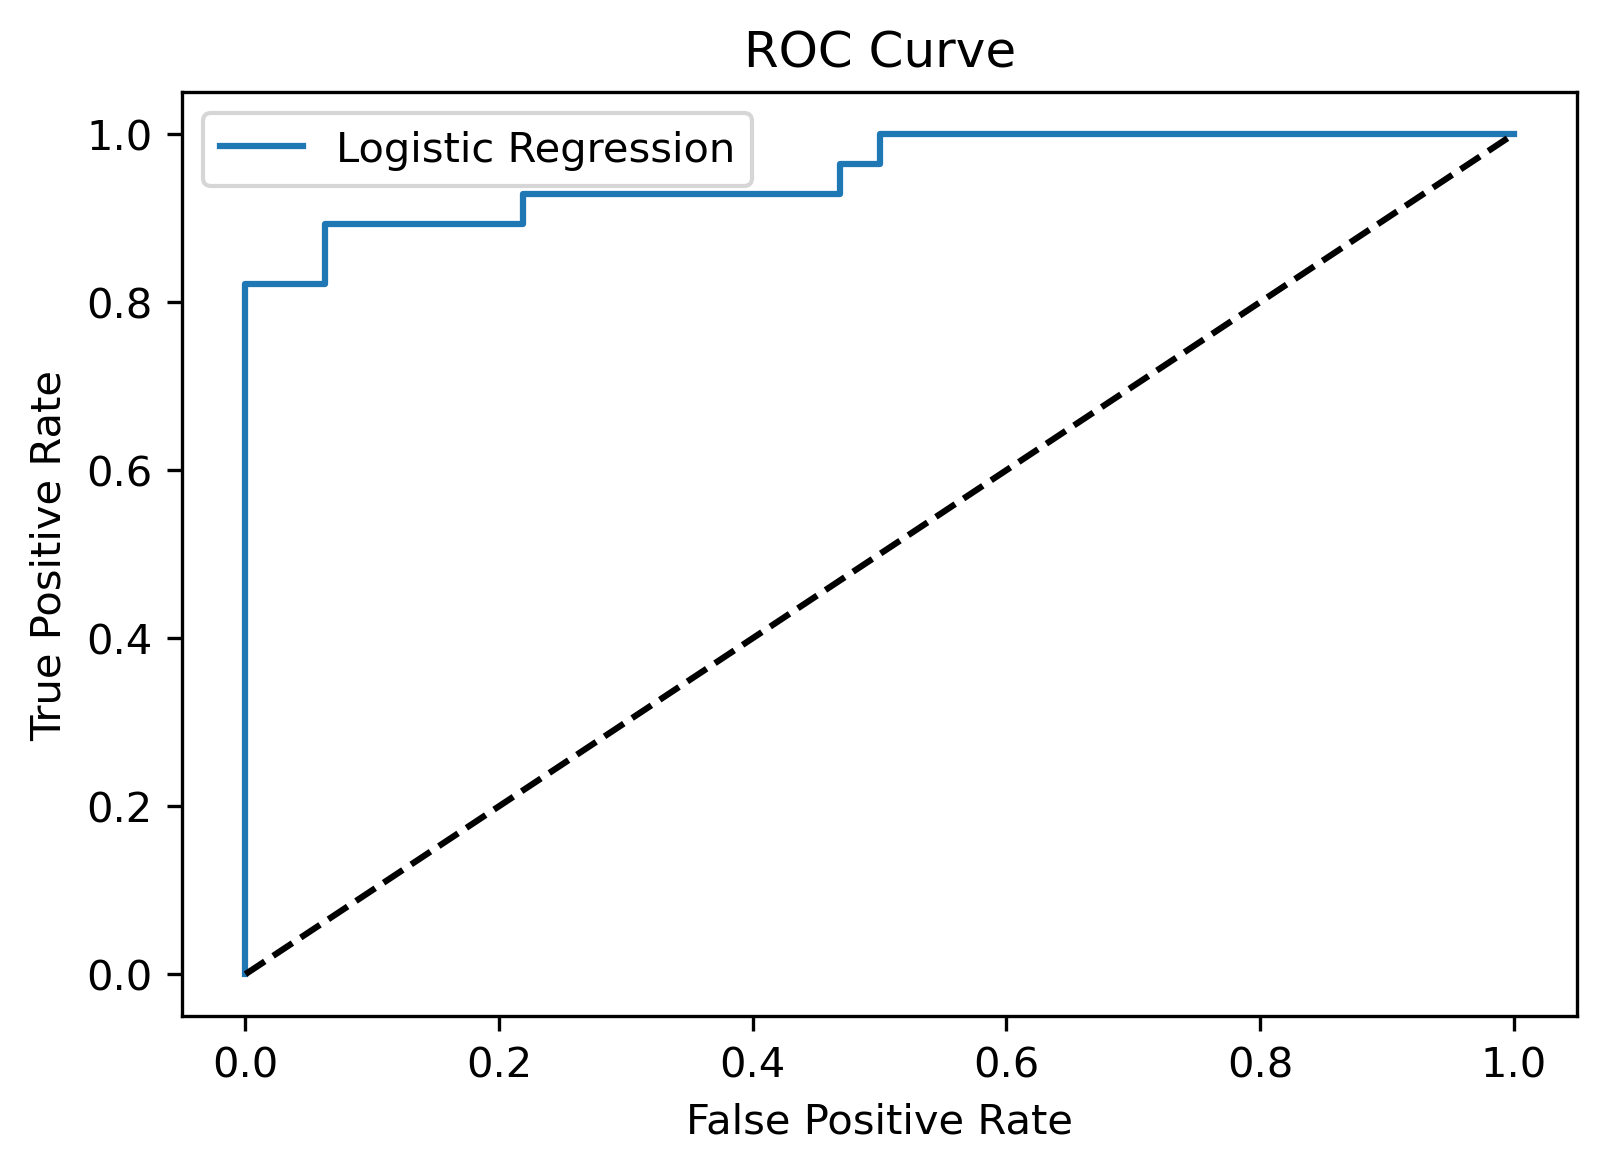 ROC Curve
Logistic Regression
1.0
0.8
0.6
0.4
0.2
0.0
True Positive Rate
0.0 0.2 0.4 0.6 0.8 1.0
False Positive Rate